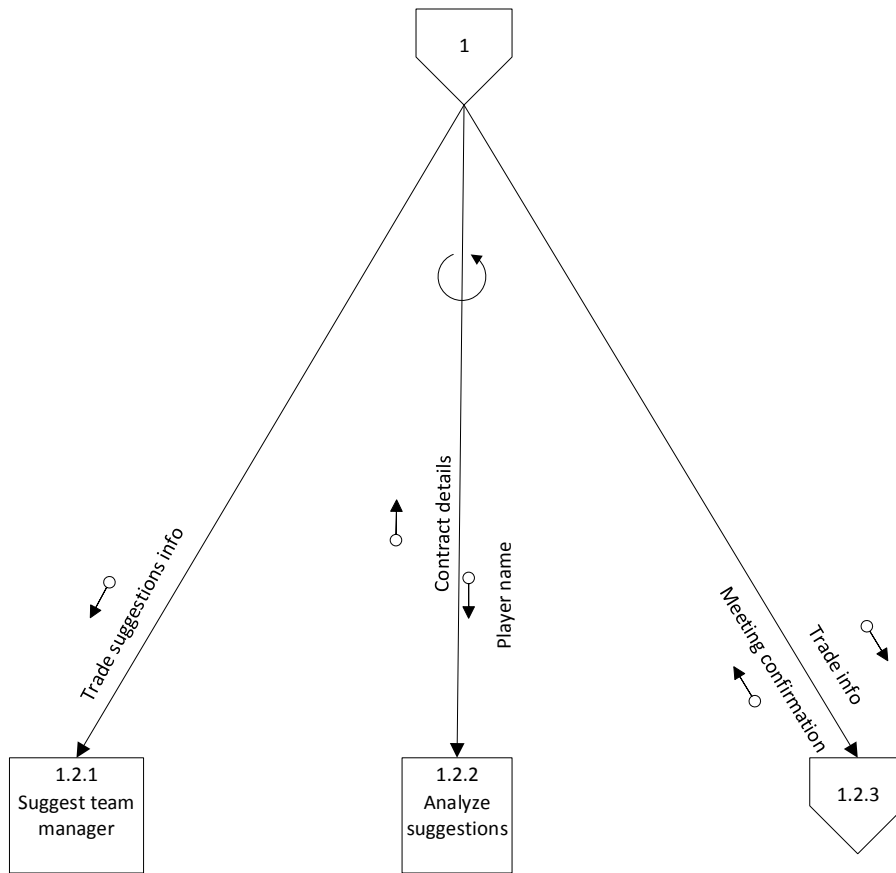 1
Trade suggestions info
Contract details
Player name
Meeting confirmation
Trade info
1.2.1
Suggest team
manager
1.2.2
Analyze
suggestions
1.2.3